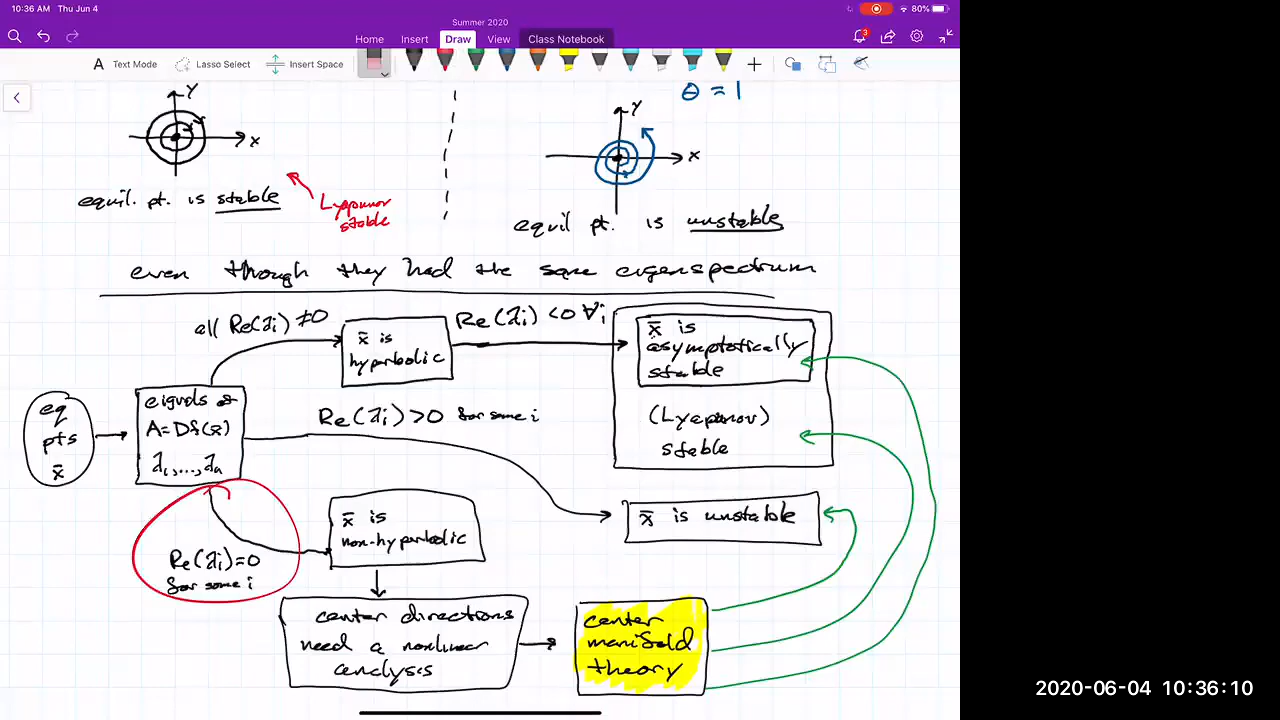 10:36 AM Thu Jun 4
80%
Summer 2020
Home Insert Draw View Class Notebook
3
A Text Mode Lasso Select Insert Space
θ = 1
Y
x
Y
x
equil. pt. is stable
Lyapunov
stable
equil pt. is unstable
even though they had the same eigenspectrum
all Re(λi) ≠0
x̄ is
hyperbolic
Re(λi) <0 ∀i
x̄ is
asymptotically
stable
(Lyapunov)
stable
eq
pts
x̄
eigvals of
A=Df(x̄)
λ1,...,λn
Re(λi)>0 for some i
x̄ is unstable
Re(λi)=0
for some i
x̄ is
non-hyperbolic
center directions
need a nonlinear
analysis
center
manifold
theory
2020-06-04 10:36:10